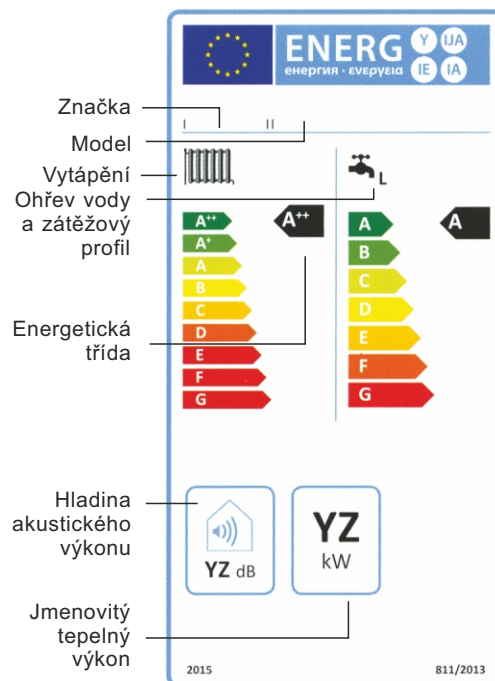 ENERG
енергия · ενεργεια
Y IJA
IE IA
Značka
I II
Model
Vytápění
Ohřev vody
a zátěžový
profil
L
A++
A+
A
B
C
D
E
F
G
A++
A
B
C
D
E
F
G
A
Energetická
třída
Hladina
akustického
výkonu
YZ dB
YZ
kW
Jmenovitý
tepelný
výkon
2015
811/2013